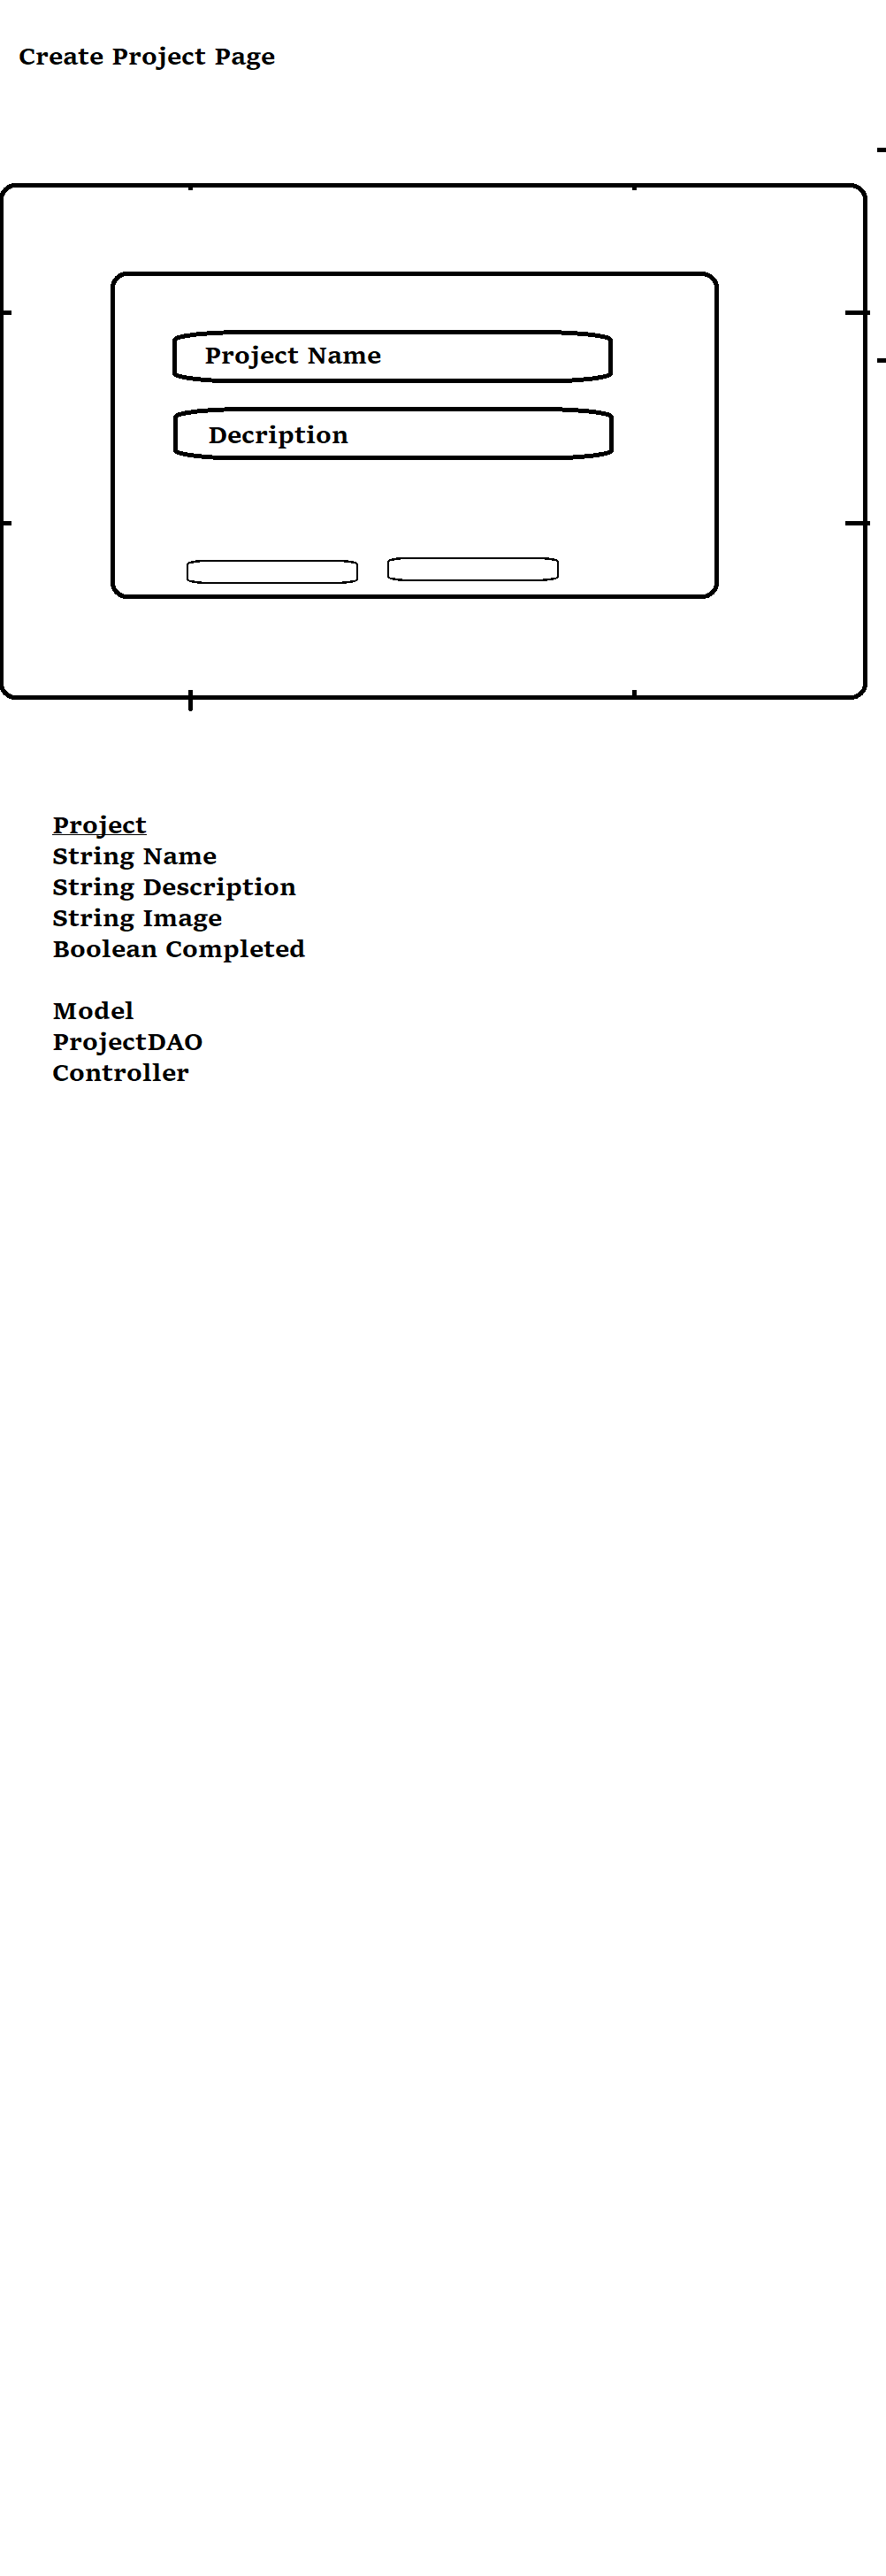 Create Project Page
Project Name
Decription
Project
String Name
String Description
String Image
Boolean Completed
Model
ProjectDAO
Controller